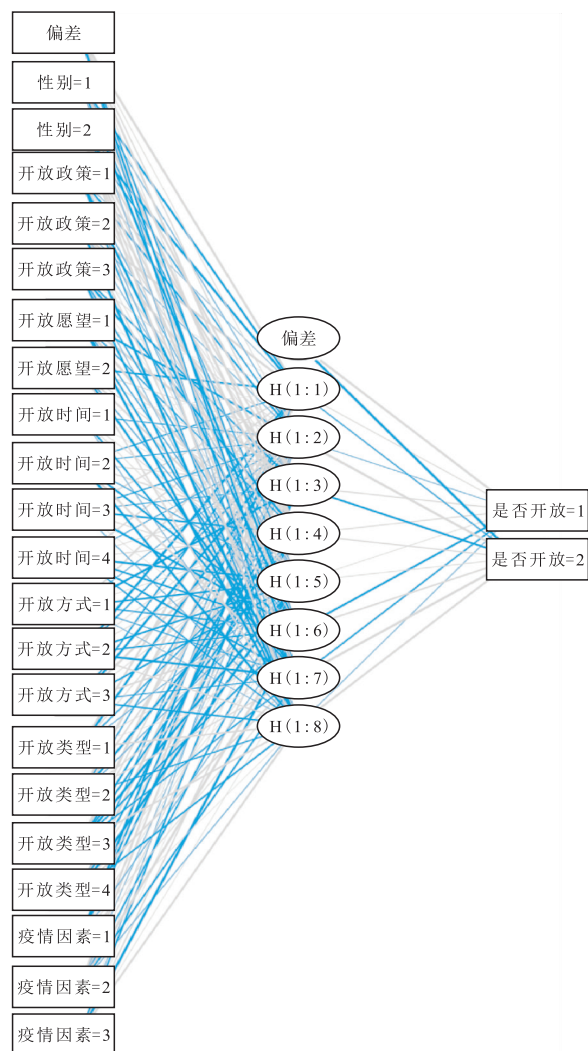 偏差
性别=1
性别=2
开放政策=1
开放政策=2
开放政策=3
开放愿望=1
开放愿望=2
开放时间=1
开放时间=2
开放时间=3
开放时间=4
开放方式=1
开放方式=2
开放方式=3
开放类型=1
开放类型=2
开放类型=3
开放类型=4
疫情因素=1
疫情因素=2
疫情因素=3
偏差
H(1:1)
H(1:2)
H(1:3)
H(1:4)
H(1:5)
H(1:6)
H(1:7)
H(1:8)
是否开放=1
是否开放=2